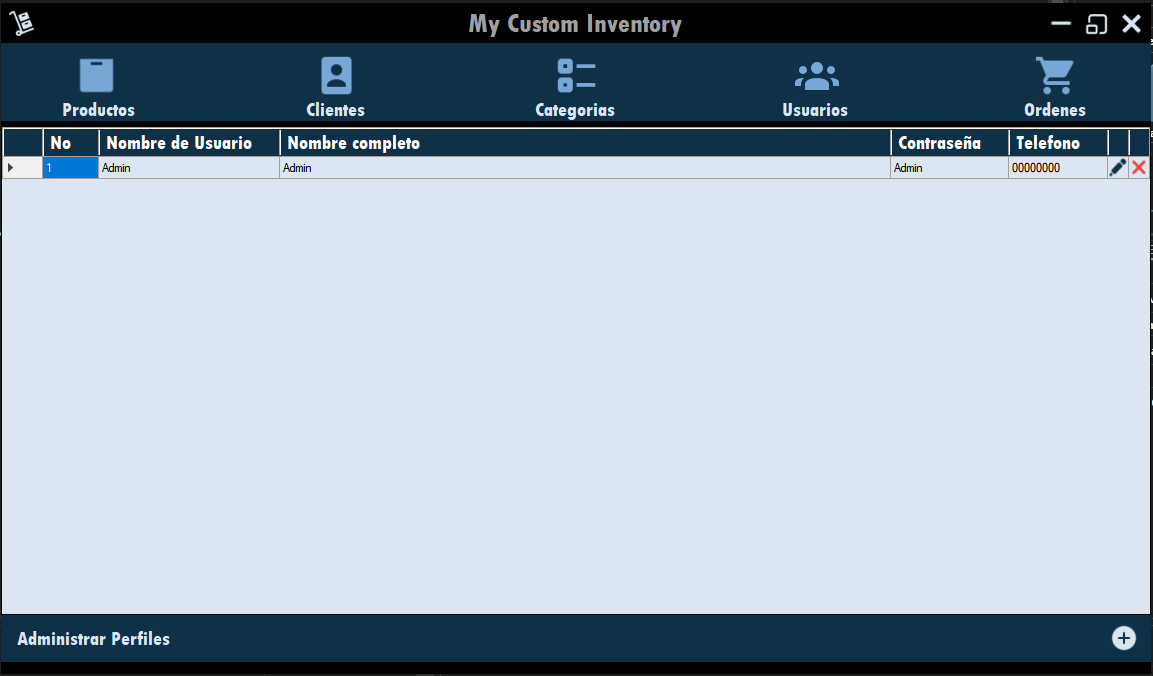 My Custom Inventory
Productos Clientes Categorias Usuarios Ordenes
No Nombre de Usuario Nombre completo Contraseña Telefono
1 Admin Admin Admin 00000000
Administrar Perfiles